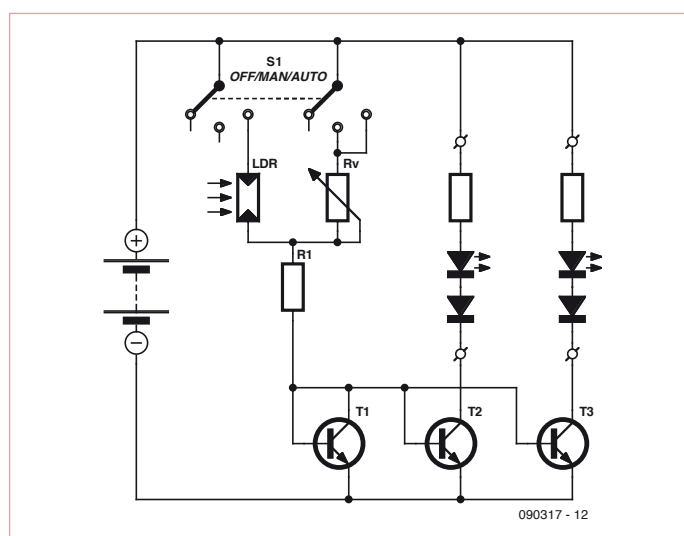 S1
OFF/MAN/AUTO
LDR
Rv
+
R1
−
T1
T2
T3
090317 - 12